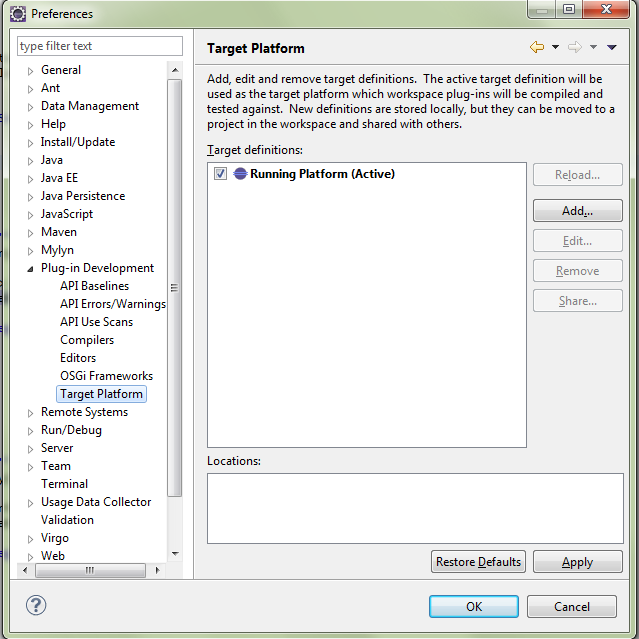 Preferences
type filter text
General
Ant
Data Management
Help
Install/Update
Java
Java EE
Java Persistence
JavaScript
Maven
Mylyn
Plug-in Development
API Baselines
API Errors/Warnings
API Use Scans
Compilers
Editors
OSGi Frameworks
Target Platform
Remote Systems
Run/Debug
Server
Team
Terminal
Usage Data Collector
Validation
Virgo
Web
Target Platform
Add, edit and remove target definitions.  The active target definition will be
used as the target platform which workspace plug-ins will be compiled and
tested against.  New definitions are stored locally, but they can be moved to a
project in the workspace and shared with others.
Target definitions:
Running Platform (Active)
Reload...
Add...
Edit...
Remove
Share...
Locations:
Restore Defaults
Apply
?
OK
Cancel